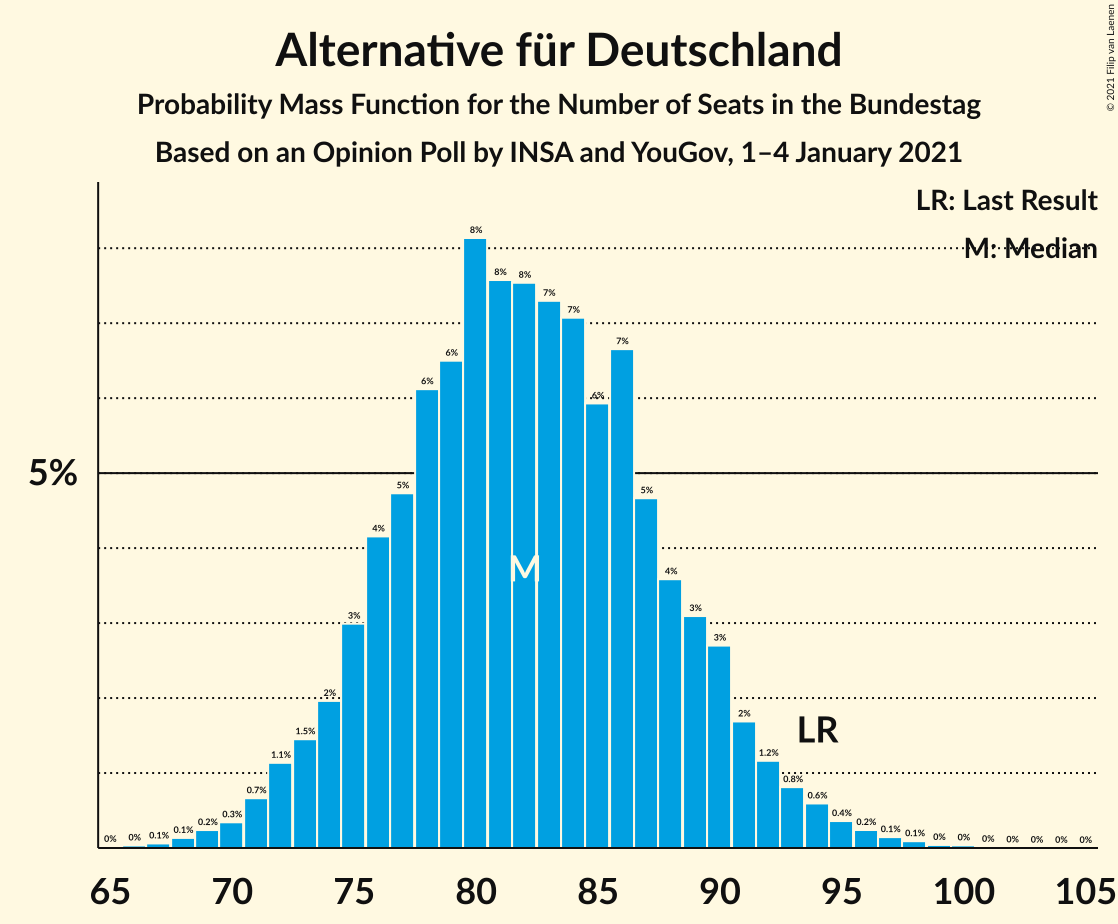 Alternative für Deutschland
Probability Mass Function for the Number of Seats in the Bundestag
Based on an Opinion Poll by INSA and YouGov, 1–4 January 2021
© 2021 Filip van Laenen
LR: Last Result
M: Median
5%
0% 0% 0.1% 0.1% 0.2% 0.3% 0.7% 1.1% 1.5% 2% 3% 4% 5% 6% 6% 8% 8% 8% 7% 7% 6% 7% 5% 4% 3% 3% 2% 1.2% 0.8% 0.6% 0.4% 0.2% 0.1% 0.1% 0% 0% 0% 0% 0% 0% 0%
M
LR
65 70 75 80 85 90 95 100 105